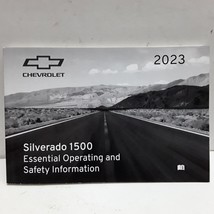 CHEVROLET
2023
Silverado 1500
Essential Operating and
Safety Information